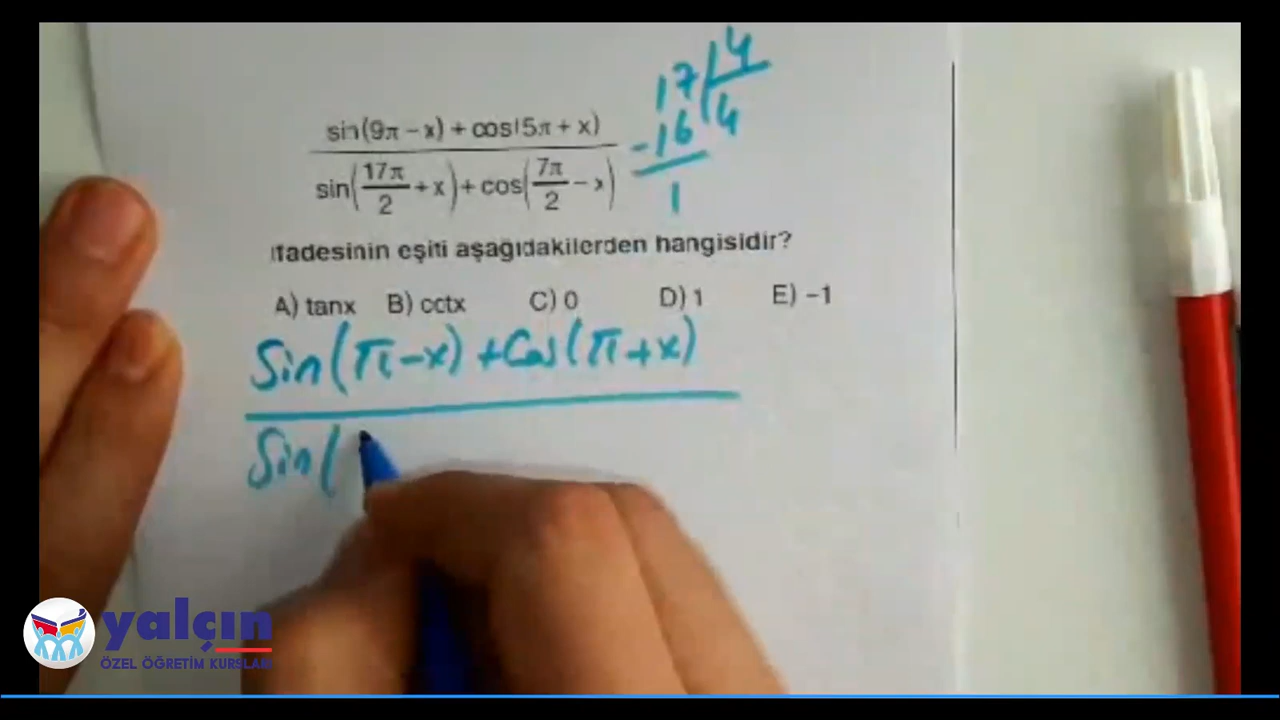 sin(9π − x) + cos(5π + x)
sin(17π/2 + x) + cos(7π/2 − x)
ifadesinin eşiti aşağıdakilerden hangisidir?
A) tanx B) cotx C) 0 D) 1 E) −1
17 4
-16 4
1
Sin(π-x) +Cos(π+x)
Sin(
yalçın
ÖZEL ÖĞRETİM KURSLARI